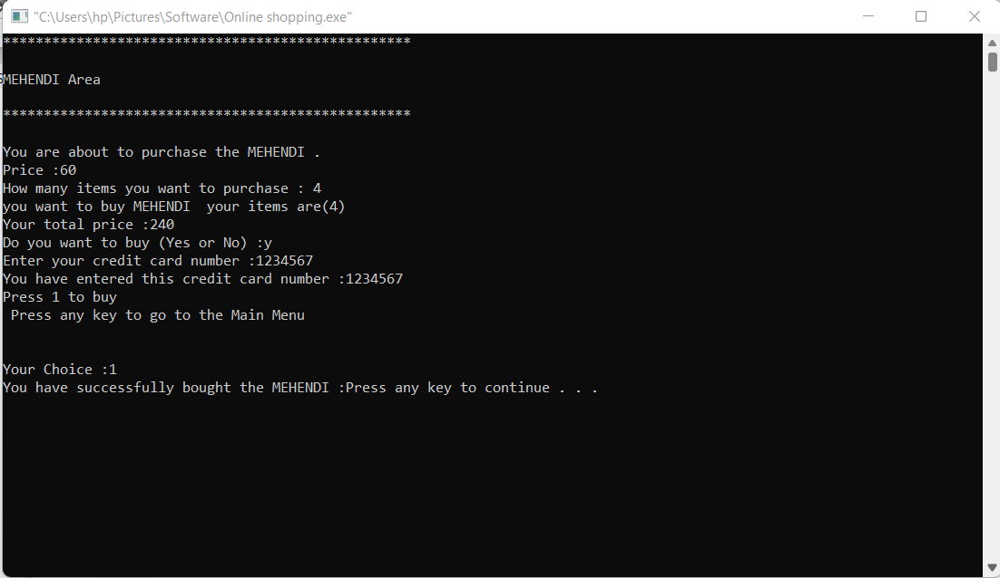 "C:\Users\hp\Pictures\Software\Online shopping.exe"
**************************************************
MEHENDI Area
**************************************************
You are about to purchase the MEHENDI .
Price :60
How many items you want to purchase : 4
you want to buy MEHENDI  your items are(4)
Your total price :240
Do you want to buy (Yes or No) :y
Enter your credit card number :1234567
You have entered this credit card number :1234567
Press 1 to buy
 Press any key to go to the Main Menu
Your Choice :1
You have successfully bought the MEHENDI :Press any key to continue . . .